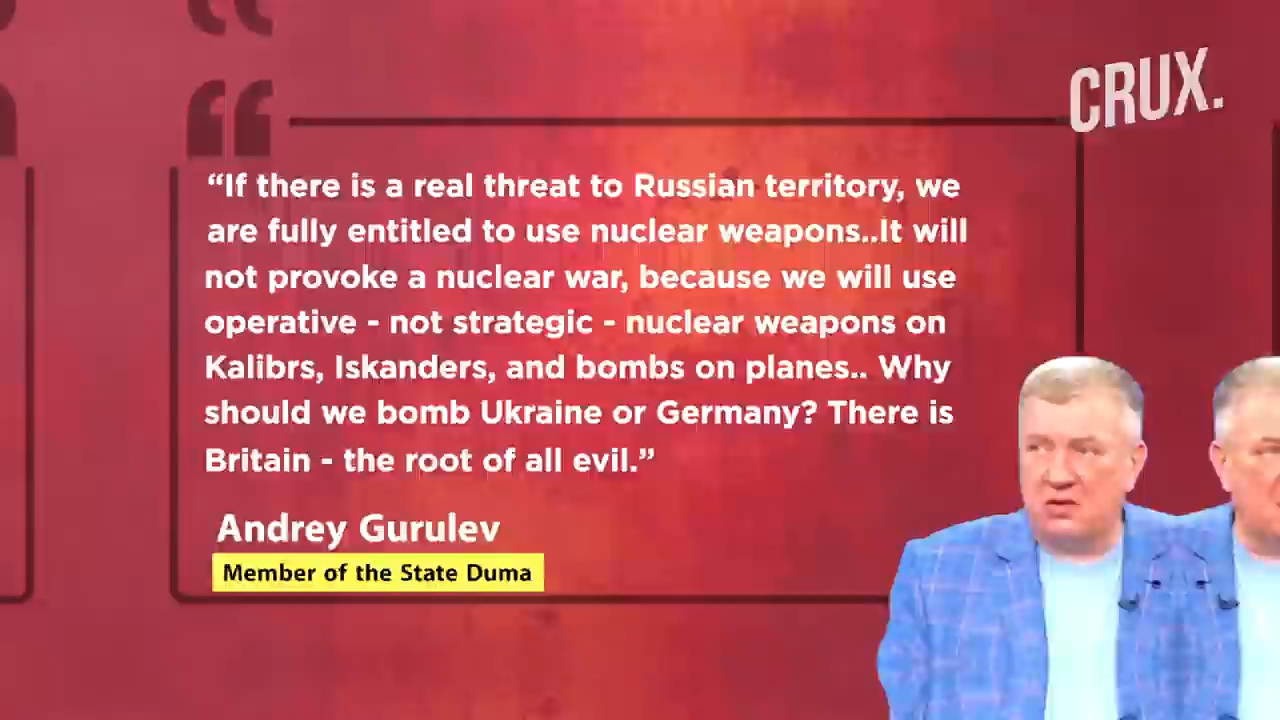 CRUX.
“If there is a real threat to Russian territory, we
are fully entitled to use nuclear weapons..It will
not provoke a nuclear war, because we will use
operative - not strategic - nuclear weapons on
Kalibrs, Iskanders, and bombs on planes.. Why
should we bomb Ukraine or Germany? There is
Britain - the root of all evil.”
Andrey Gurulev
Member of the State Duma